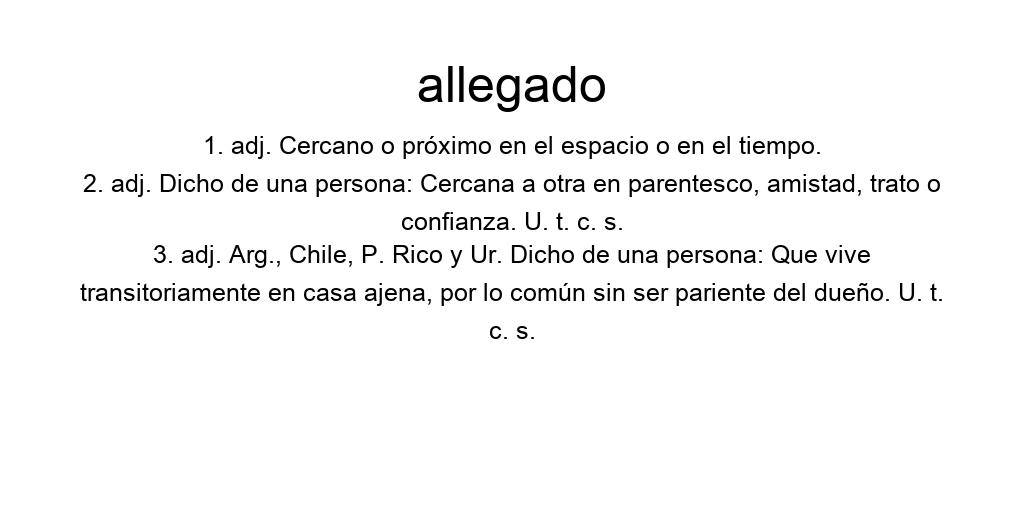 allegado
1. adj. Cercano o próximo en el espacio o en el tiempo.
2. adj. Dicho de una persona: Cercana a otra en parentesco, amistad, trato o
confianza. U. t. c. s.
3. adj. Arg., Chile, P. Rico y Ur. Dicho de una persona: Que vive
transitoriamente en casa ajena, por lo común sin ser pariente del dueño. U. t.
c. s.